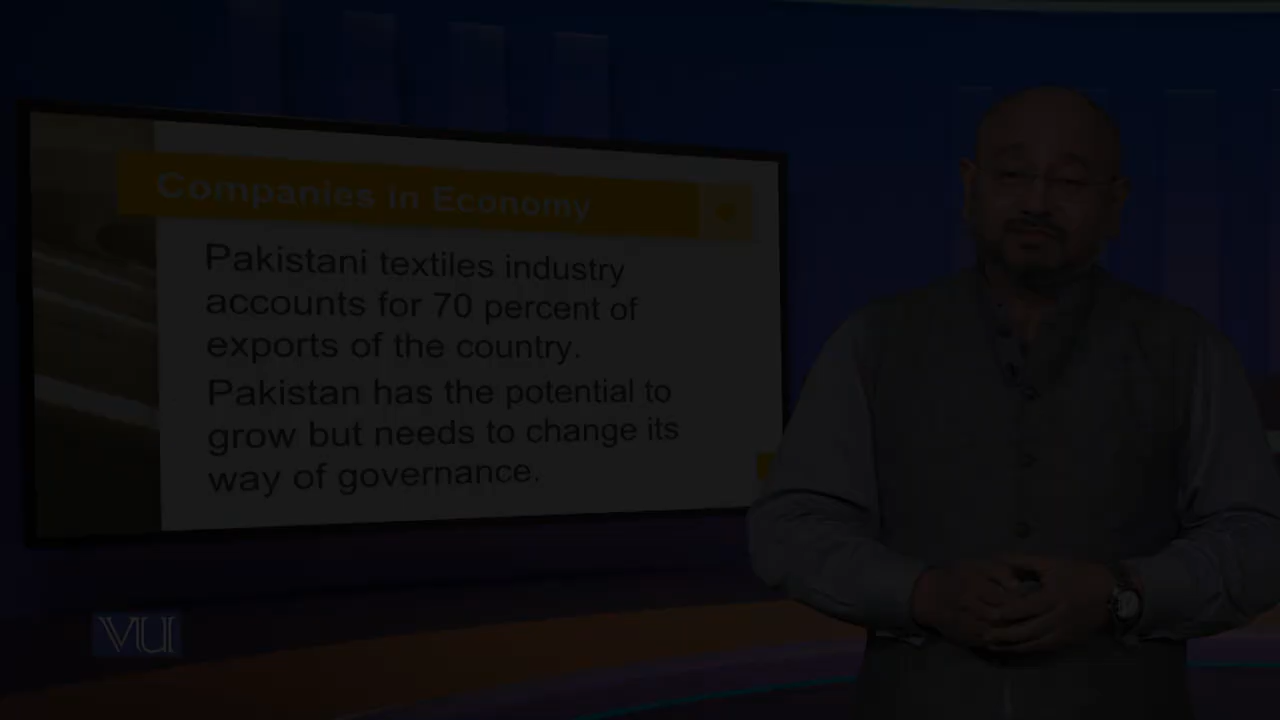 Companies in Economy
Pakistani textiles industry
accounts for 70 percent of
exports of the country.
Pakistan has the potential to
grow but needs to change its
way of governance.
VU